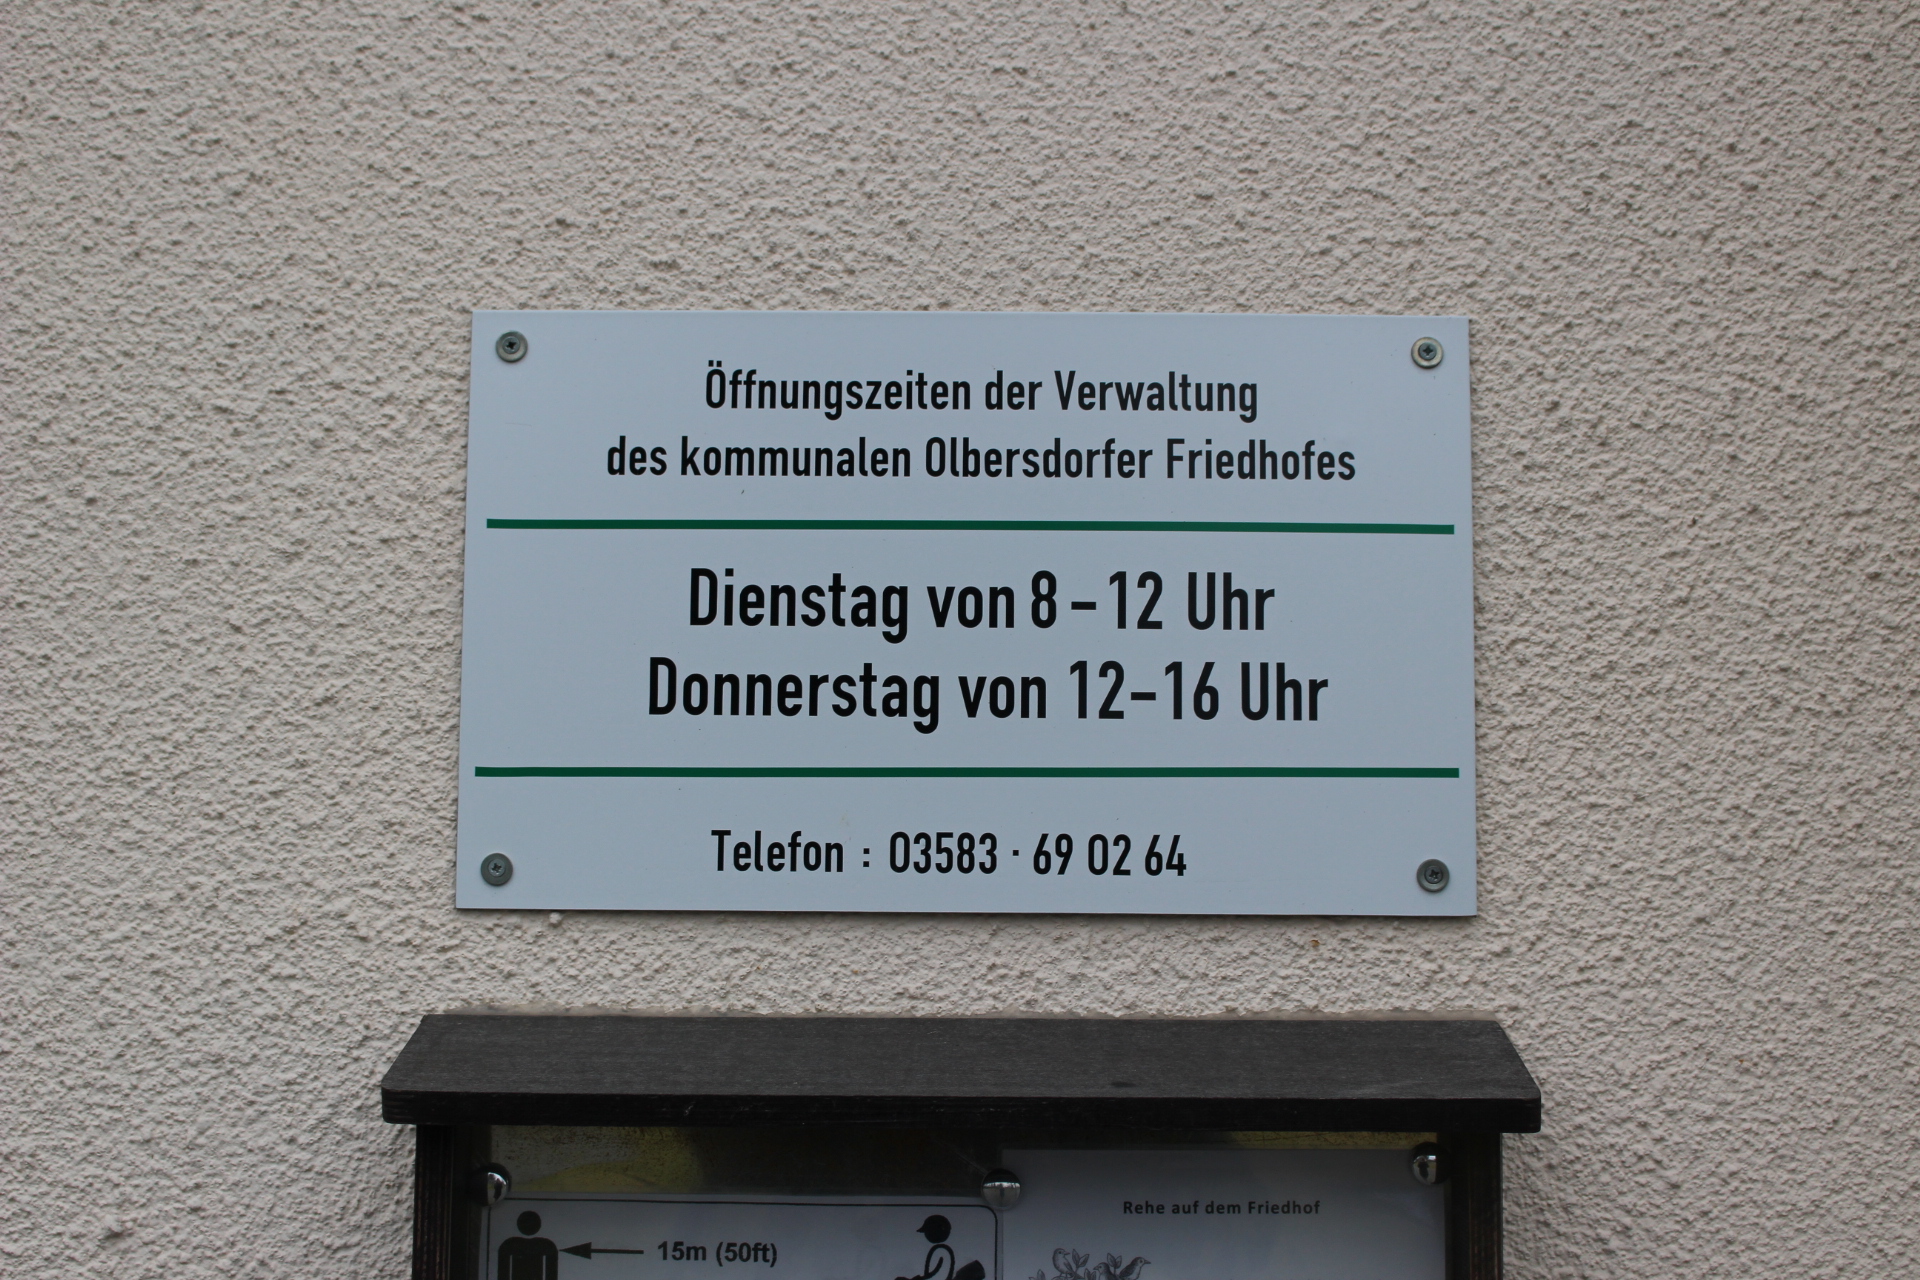 Öffnungszeiten der Verwaltung
des kommunalen Olbersdorfer Friedhofes
Dienstag von 8 – 12 Uhr
Donnerstag von 12–16 Uhr
Telefon : 03583 · 69 02 64
Rehe auf dem Friedhof
15m (50ft)